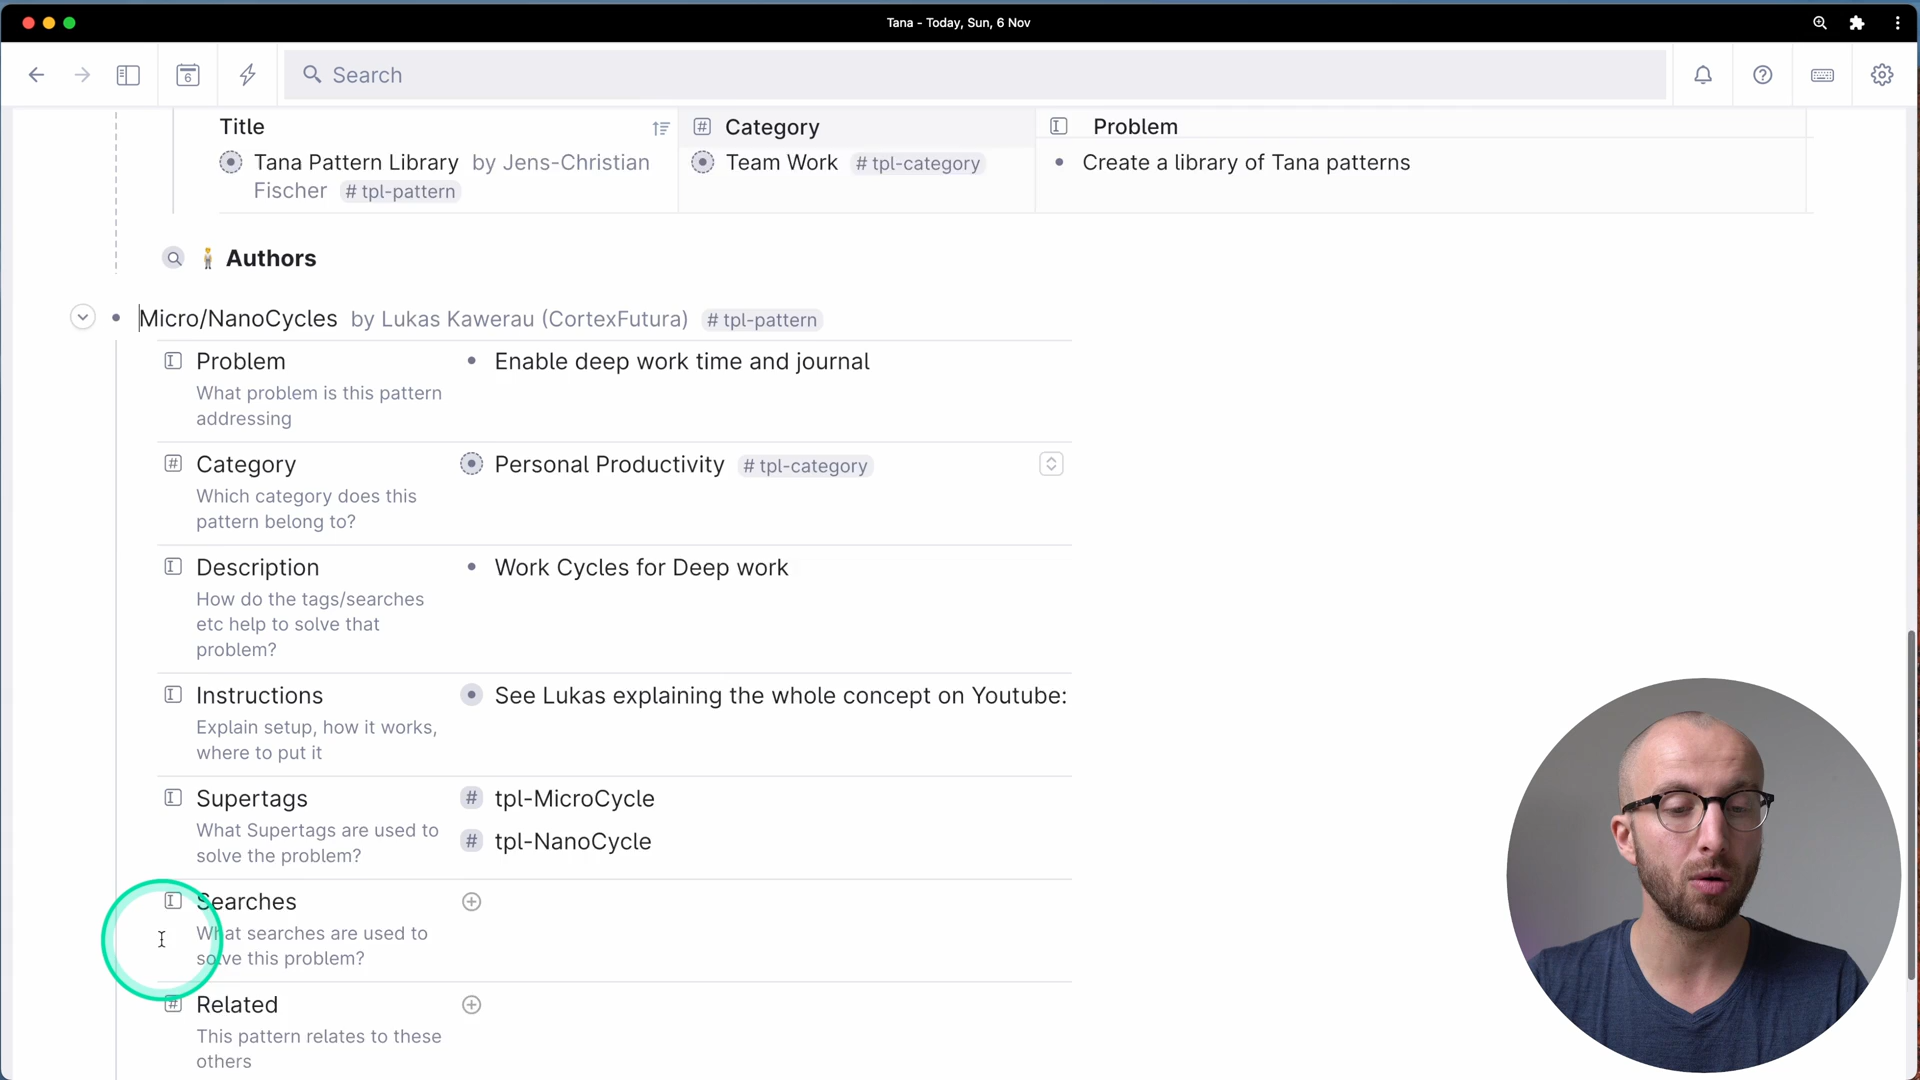 Tana - Today, Sun, 6 Nov
6
Search
Title
Category
Problem
Tana Pattern Library by Jens-Christian
Fischer # tpl-pattern
Team Work # tpl-category
Create a library of Tana patterns
Authors
Micro/NanoCycles by Lukas Kawerau (CortexFutura) # tpl-pattern
Problem
What problem is this pattern
addressing
Enable deep work time and journal
Category
Which category does this
pattern belong to?
Personal Productivity # tpl-category
Description
How do the tags/searches
etc help to solve that
problem?
Work Cycles for Deep work
Instructions
Explain setup, how it works,
where to put it
See Lukas explaining the whole concept on Youtube:
Supertags
What Supertags are used to
solve the problem?
# tpl-MicroCycle
# tpl-NanoCycle
Searches
What searches are used to
solve this problem?
Related
This pattern relates to these
others